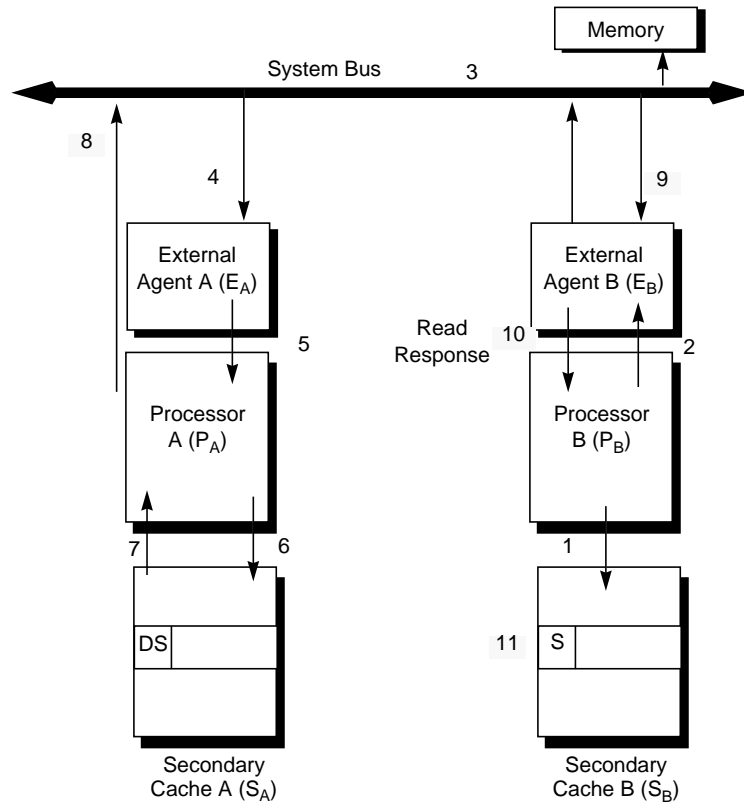 Memory
System Bus
3
8
4
9
External
Agent A (EA)
External
Agent B (EB)
Read
Response
10
5
2
Processor
A (PA)
Processor
B (PB)
7
6
1
DS
11
S
Secondary
Cache A (SA)
Secondary
Cache B (SB)